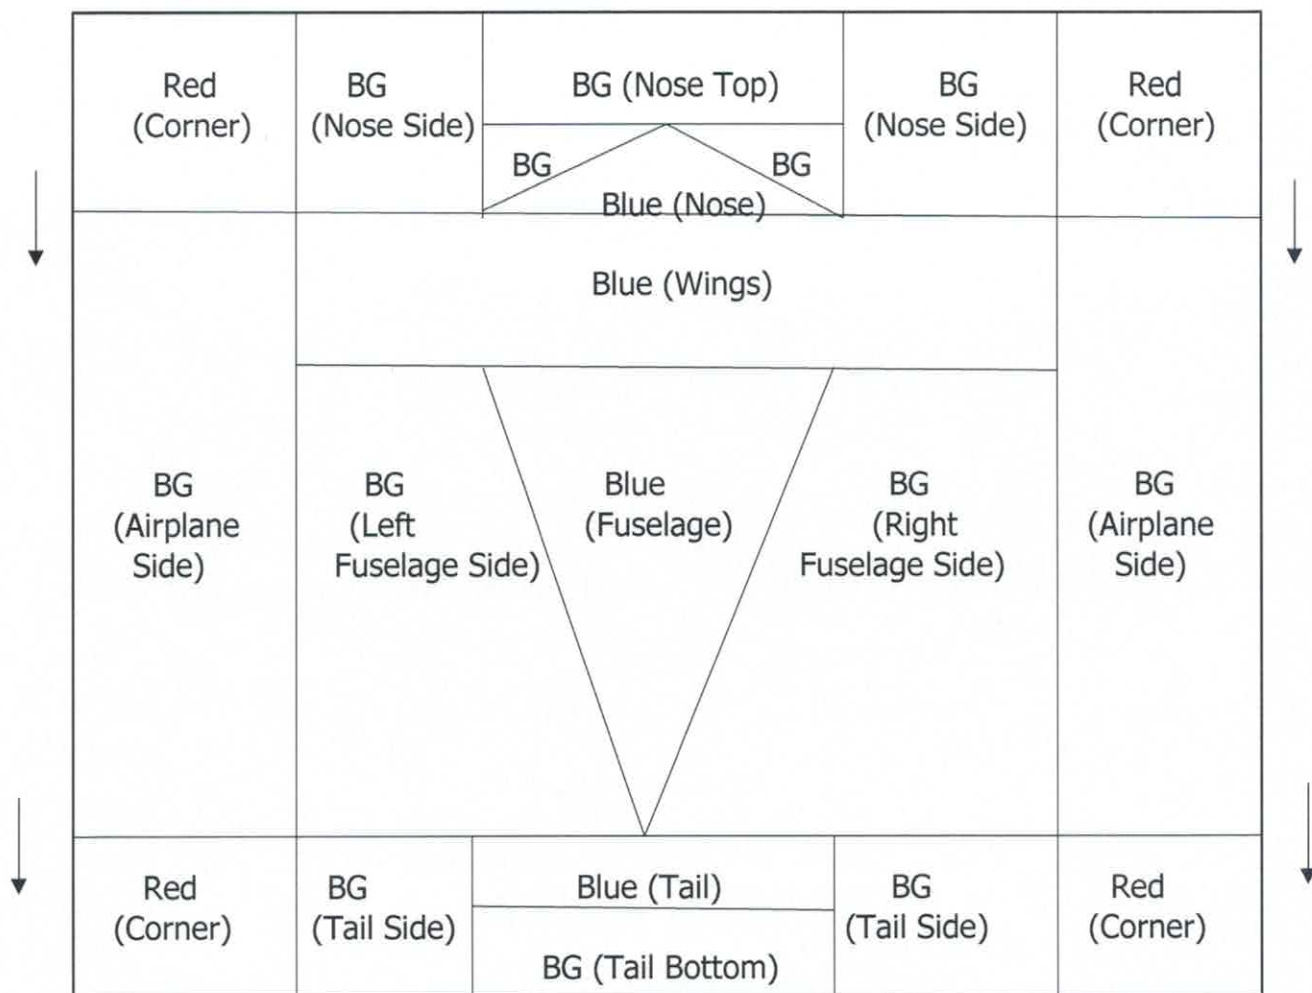 Red
(Corner)
BG
(Nose Side)
BG (Nose Top)
BG
(Nose Side)
Red
(Corner)
BG
BG
Blue (Nose)
Blue (Wings)
BG
(Airplane
Side)
BG
(Left
Fuselage Side)
Blue
(Fuselage)
BG
(Right
Fuselage Side)
BG
(Airplane
Side)
Red
(Corner)
BG
(Tail Side)
Blue (Tail)
BG (Tail Bottom)
BG
(Tail Side)
Red
(Corner)